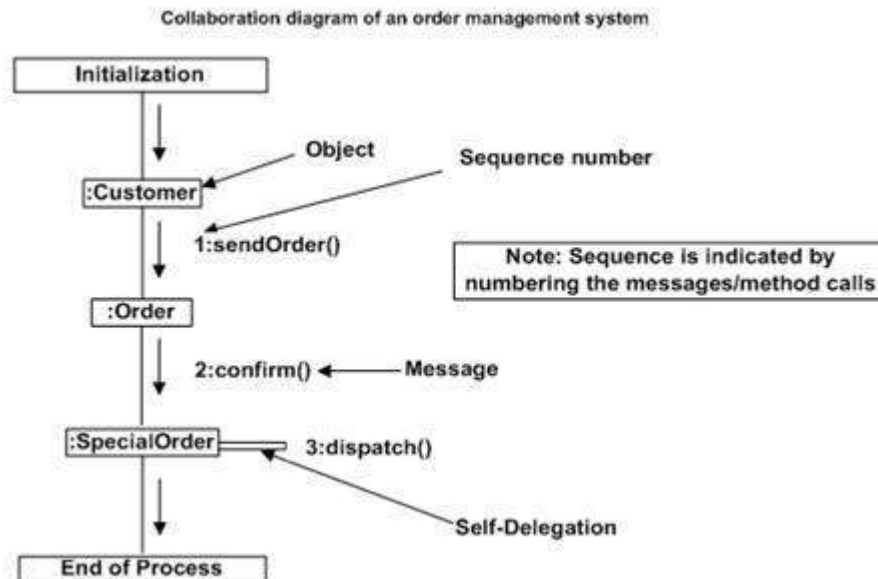 Collaboration diagram of an order management system
Initialization
Object
Sequence number
:Customer
1:sendOrder()
Note: Sequence is indicated by
numbering the messages/method calls
:Order
2:confirm()
Message
:SpecialOrder
3:dispatch()
Self-Delegation
End of Process